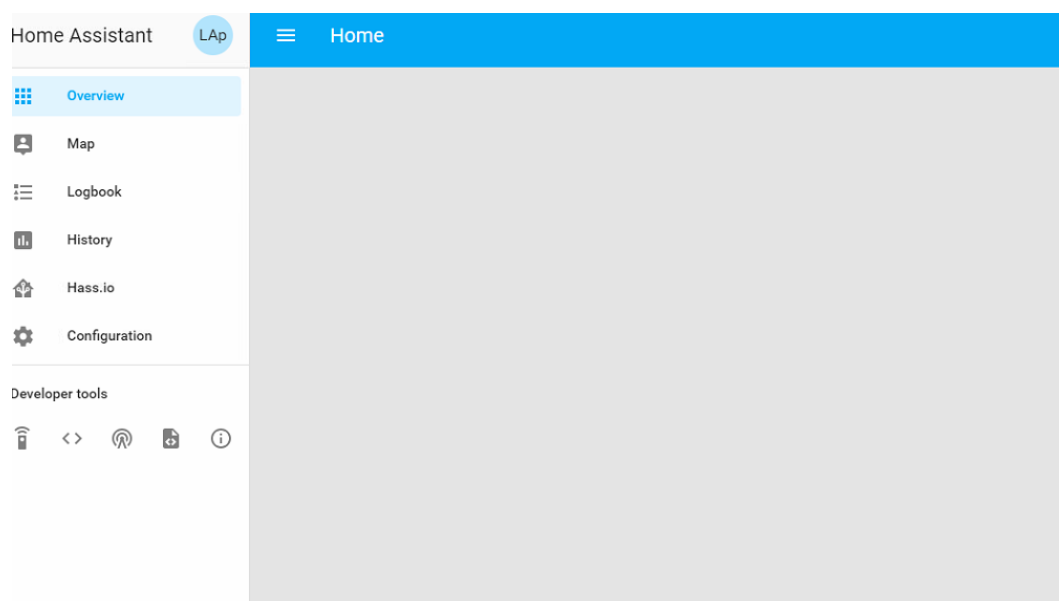 Home Assistant
LAp
Home
Overview
Map
Logbook
History
Hass.io
Configuration
Developer tools